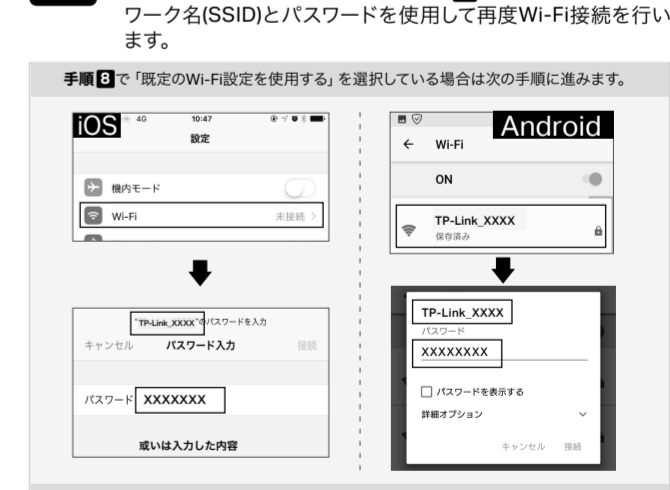 ワーク名(SSID)とパスワードを使用して再度Wi-Fi接続を行い
ます。
手順8で「既定のWi-Fi設定を使用する」を選択している場合は次の手順に進みます。
iOS
4G
10:47
設定
機内モード
Wi-Fi
未接続 >
"TP-Link_XXXX"のパスワードを入力
キャンセル
パスワード入力
接続
パスワード
XXXXXXX
或いは入力した内容
Android
Wi-Fi
ON
TP-Link_XXXX
保存済み
TP-Link_XXXX
パスワード
XXXXXXXX
パスワードを表示する
詳細オプション
キャンセル
接続